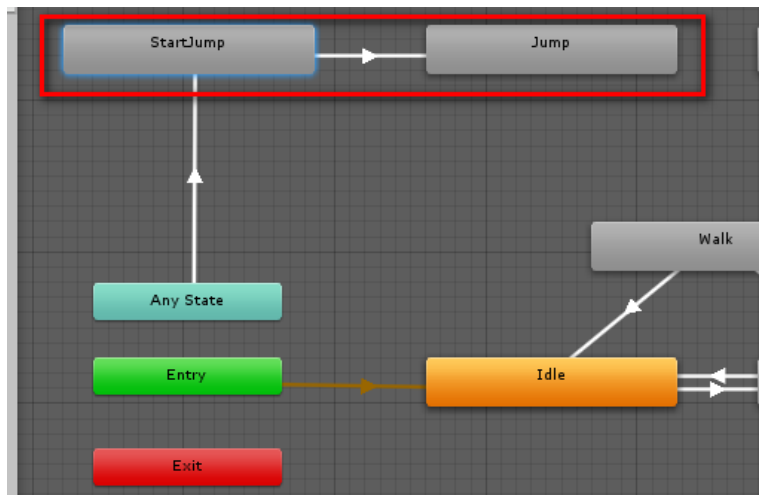 StartJump
Jump
Walk
Any State
Entry
Idle
Exit